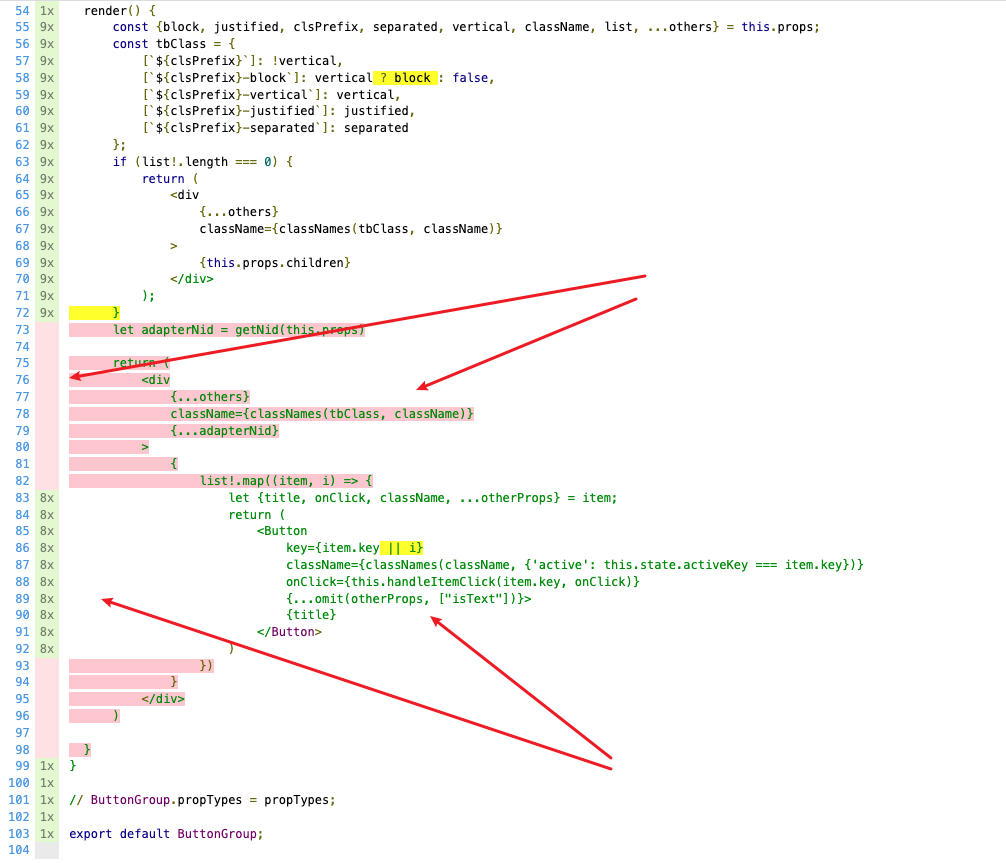 54 1x   render() {
55 9x       const {block, justified, clsPrefix, separated, vertical, className, list, ...others} = this.props;
56 9x       const tbClass = {
57 9x           [`${clsPrefix}`]: !vertical,
58 9x           [`${clsPrefix}-block`]: vertical ? block : false,
59 9x           [`${clsPrefix}-vertical`]: vertical,
60 9x           [`${clsPrefix}-justified`]: justified,
61 9x           [`${clsPrefix}-separated`]: separated
62 9x       };
63 9x       if (list!.length === 0) {
64 9x           return (
65 9x               <div
66 9x                   {...others}
67 9x                   className={classNames(tbClass, className)}
68 9x               >
69 9x                   {this.props.children}
70 9x               </div>
71 9x           );
72 9x       }
73       let adapterNid = getNid(this.props)
74
75       return (
76           <div
77               {...others}
78               className={classNames(tbClass, className)}
79               {...adapterNid}
80           >
81               {
82                   list!.map((item, i) => {
83 8x                       let {title, onClick, className, ...otherProps} = item;
84 8x                       return (
85 8x                           <Button
86 8x                               key={item.key || i}
87 8x                               className={classNames(className, {'active': this.state.activeKey === item.key})}
88 8x                               onClick={this.handleItemClick(item.key, onClick)}
89 8x                               {...omit(otherProps, ["isText"])}>
90 8x                               {title}
91 8x                           </Button>
92 8x                       )
93                   })
94               }
95           </div>
96       )
97
98   }
99 1x }
100 1x
101 1x // ButtonGroup.propTypes = propTypes;
102 1x
103 1x export default ButtonGroup;
104